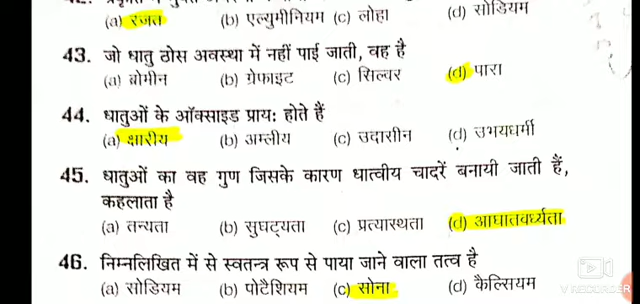 (a) रजत (b) एल्युमीनियम (c) लोहा (d) सोडियम
43. जो धातु ठोस अवस्था में नहीं पाई जाती, वह है
(a) ब्रोमीन (b) ग्रेफाइट (c) सिल्वर (d) पारा
44. धातुओं के ऑक्साइड प्राय: होते हैं
(a) क्षारीय (b) अम्लीय (c) उदासीन (d) उभयधर्मी
45. धातुओं का वह गुण जिसके कारण धात्वीय चादरें बनायी जाती हैं,
कहलाता है
(a) तन्यता (b) सुघट्यता (c) प्रत्यास्थता (d) आघातवर्ध्यता
46. निम्नलिखित में से स्वतन्त्र रूप से पाया जाने वाला तत्व है
(a) सोडियम (b) पोटैशियम (c) सोना (d) कैल्सियम
V RECORDER